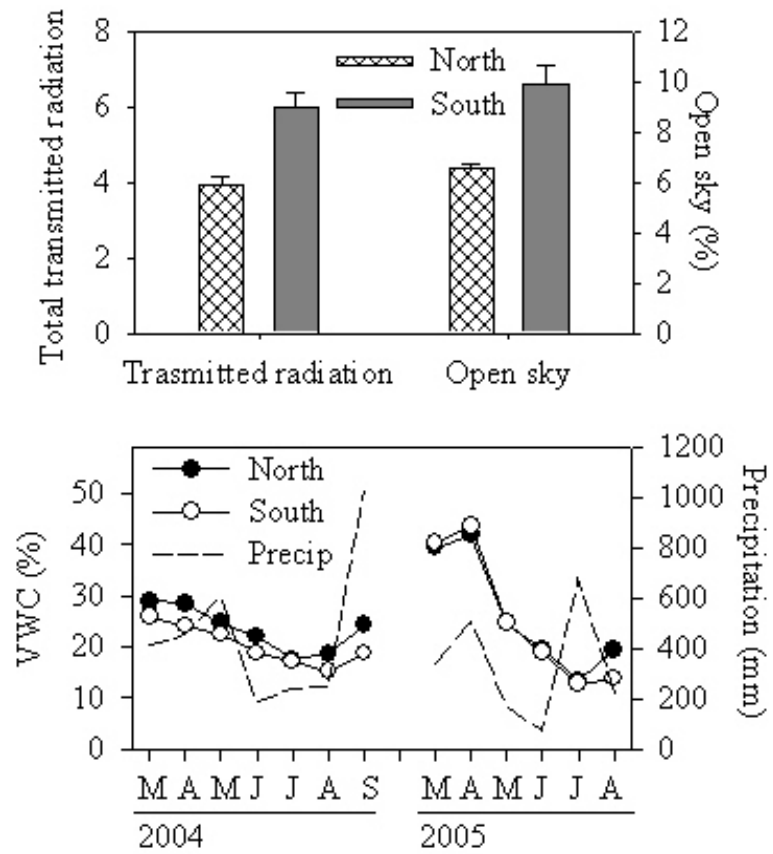 Total transmitted radiation
8
6
4
2
0
North
South
12
10
8
6
4
2
0
Open sky (%)
Trasmitted radiation
Open sky
VWC (%)
50
40
30
20
10
0
North
South
Precip
1200
1000
800
600
400
200
0
Precipitation (mm)
M A M J J A S M A M J J A
2004 2005